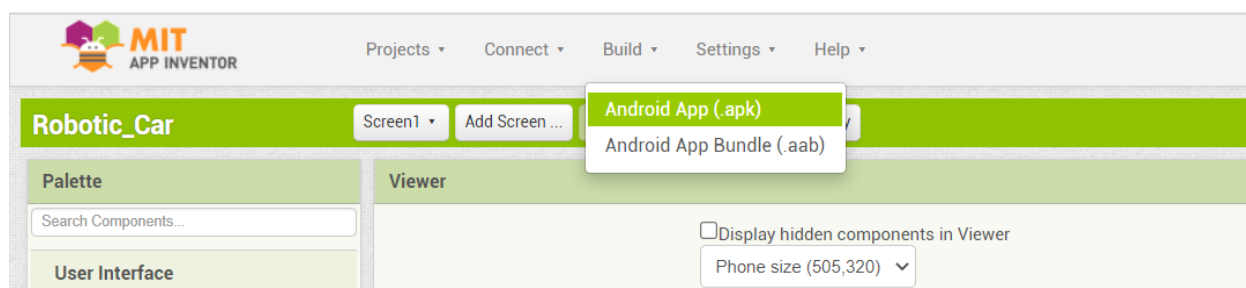 MIT
APP INVENTOR
Projects Connect Build Settings Help
Robotic_Car
Screen1 Add Screen ...
Android App (.apk)
Android App Bundle (.aab)
Palette
Viewer
Search Components...
Display hidden components in Viewer
User Interface
Phone size (505,320)